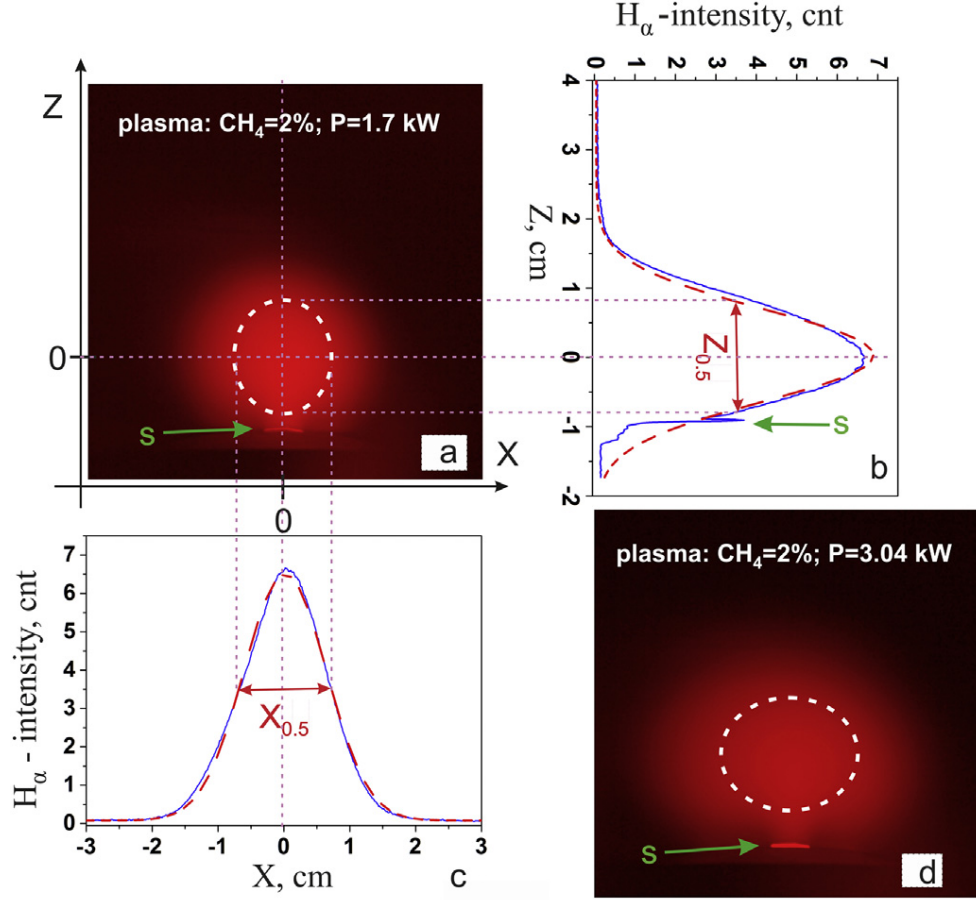 Hα-intensity, cnt
0 1 2 3 4 5 6 7
Z
plasma: CH₄=2%; P=1.7 kW
0
S
a
X
0
4
3
2
1
0
-1
-2
Z, cm
Z₀.₅
S
b
7
6
5
4
3
2
1
0
Hα - intensity, cnt
X₀.₅
-3 -2 -1 0 1 2 3
X, cm
c
plasma: CH₄=2%; P=3.04 kW
S
d